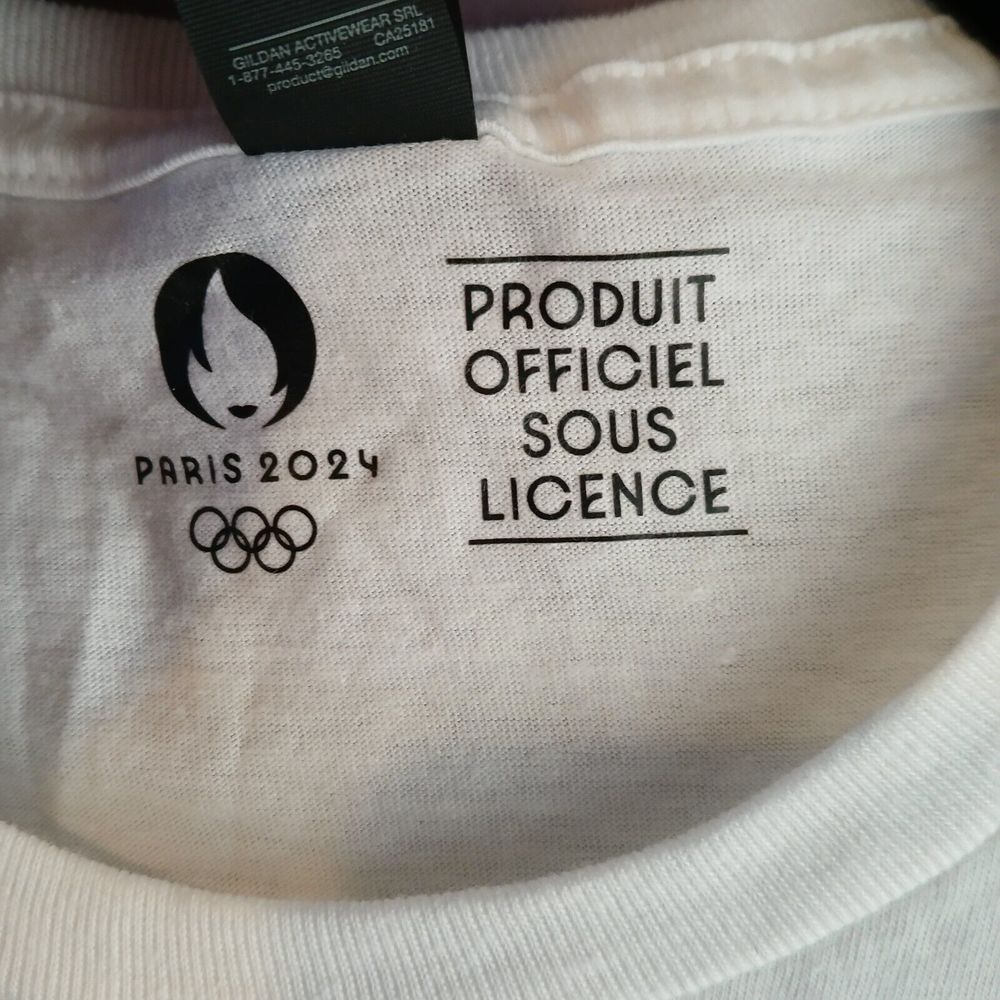 GILDAN ACTIVEWEAR SRL
1-877-445-3265 CA25181
product@gildan.com
PARIS 2024
PRODUIT
OFFICIEL
SOUS
LICENCE